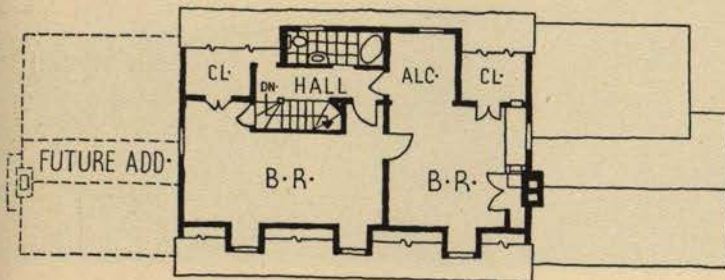 CL·
DN·
HALL
ALC·
CL·
FUTURE ADD·
B·R·
B·R·